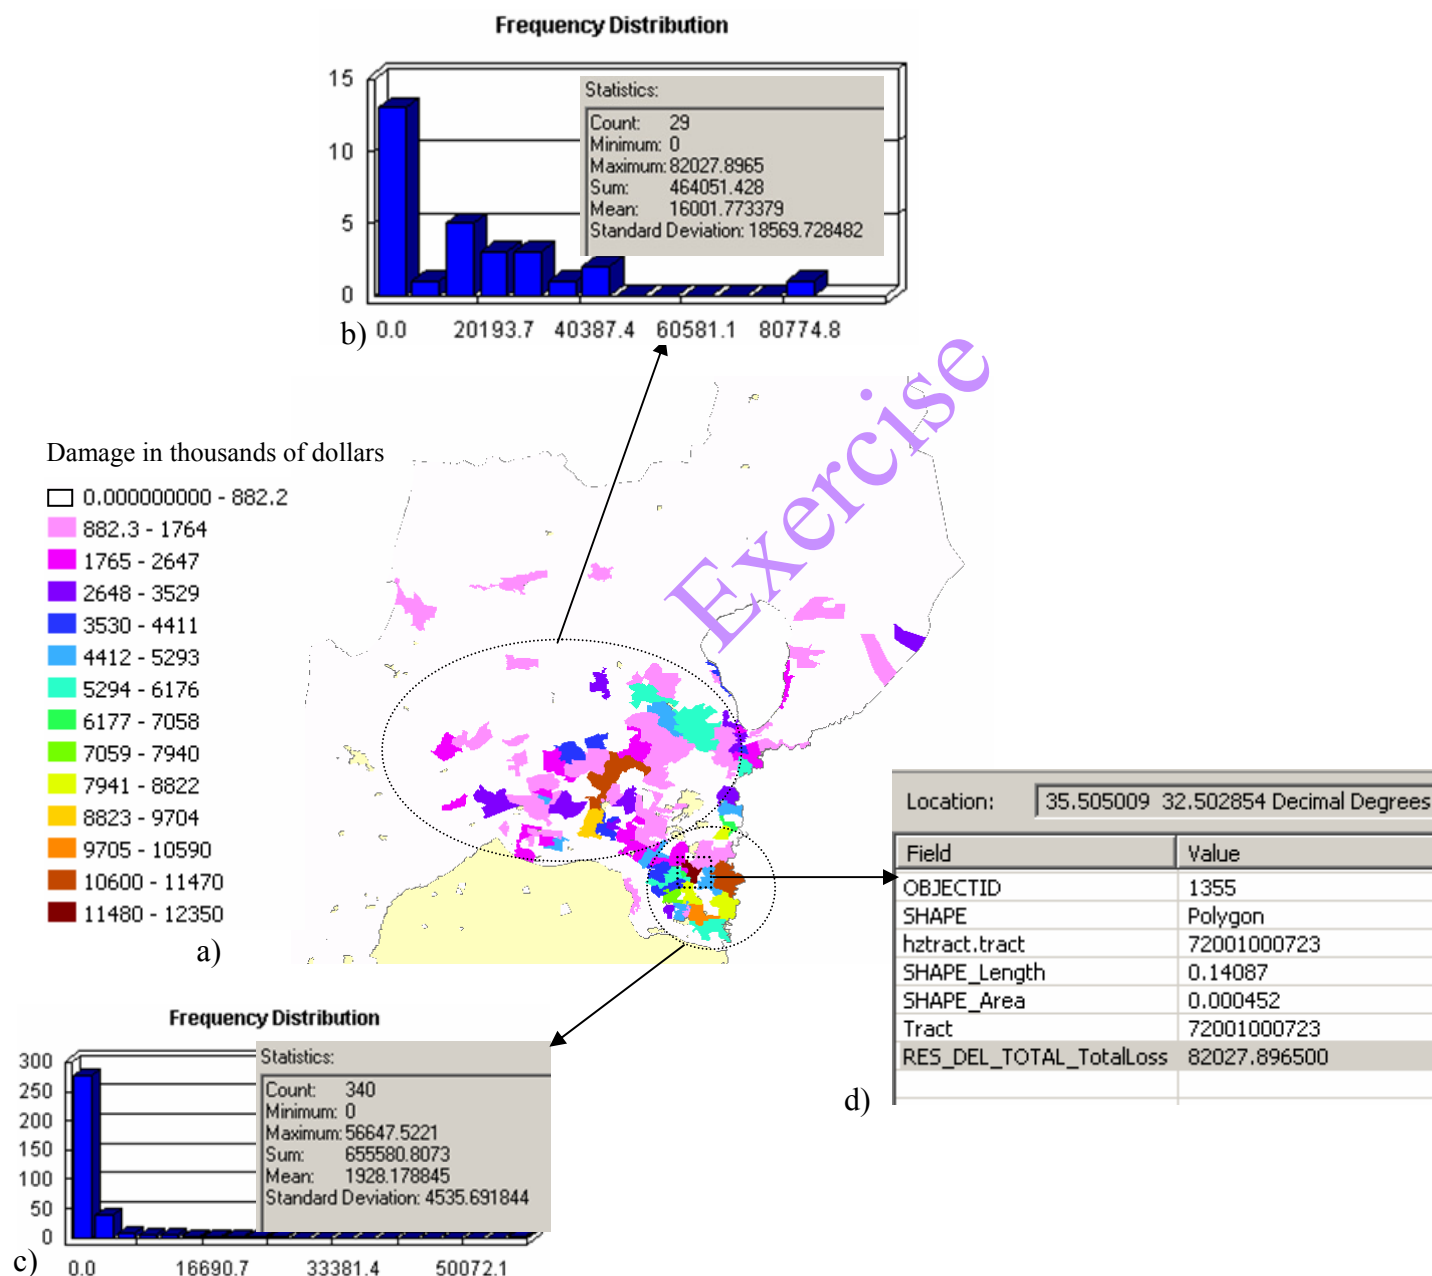 Frequency Distribution
15
10
5
0
Statistics:
Count: 29
Minimum: 0
Maximum: 82027.8965
Sum: 464051.428
Mean: 16001.773379
Standard Deviation: 18569.728482
0.0 20193.7 40387.4 60581.1 80774.8
b)
Exercise
Damage in thousands of dollars
0.000000000 - 882.2
882.3 - 1764
1765 - 2647
2648 - 3529
3530 - 4411
4412 - 5293
5294 - 6176
6177 - 7058
7059 - 7940
7941 - 8822
8823 - 9704
9705 - 10590
10600 - 11470
11480 - 12350
a)
Location: 35.505009 32.502854 Decimal Degrees
Field Value
OBJECTID 1355
SHAPE Polygon
hztract.tract 72001000723
SHAPE_Length 0.14087
SHAPE_Area 0.000452
Tract 72001000723
RES_DEL_TOTAL_TotalLoss 82027.896500
d)
Frequency Distribution
300
250
200
150
100
50
0
Statistics:
Count: 340
Minimum: 0
Maximum: 56647.5221
Sum: 655580.8073
Mean: 1928.178845
Standard Deviation: 4535.691844
c)
0.0 16690.7 33381.4 50072.1